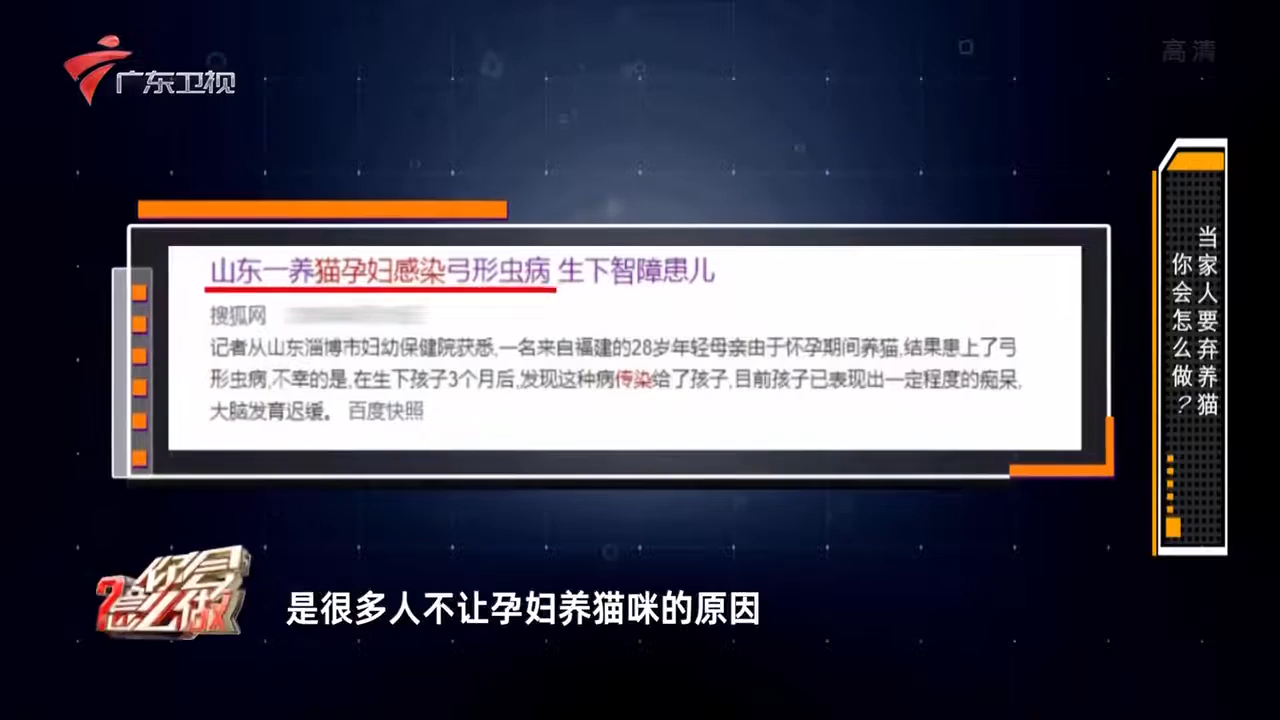 广东卫视
高清
山东一养猫孕妇感染弓形虫病 生下智障患儿
搜狐网
记者从山东淄博市妇幼保健院获悉,一名来自福建的28岁年轻母亲由于怀孕期间养猫,结果患上了弓
形虫病,不幸的是,在生下孩子3个月后,发现这种病传染给了孩子,目前孩子已表现出一定程度的痴呆,
大脑发育迟缓。 百度快照
当家人要弃养猫
你会怎么做?
你会
怎么做?
是很多人不让孕妇养猫咪的原因